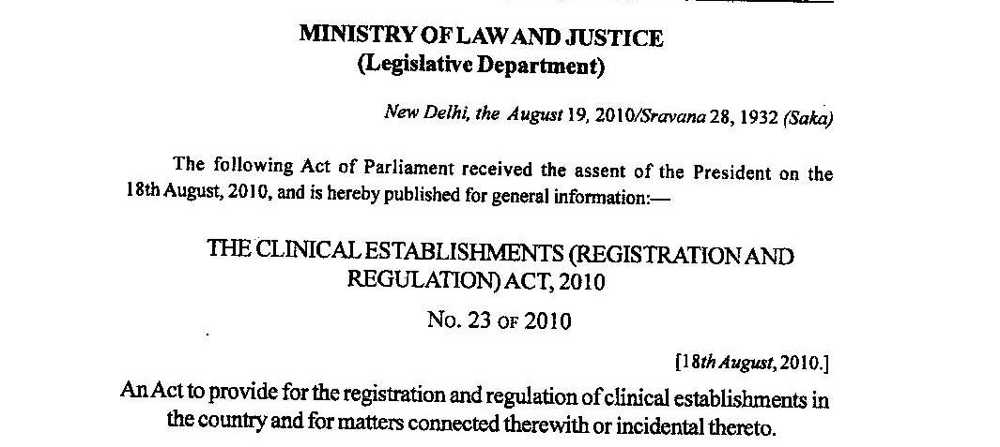 MINISTRY OF LAW AND JUSTICE
(Legislative Department)
New Delhi, the August 19, 2010/Sravana 28, 1932 (Saka)
The following Act of Parliament received the assent of the President on the
18th August, 2010, and is hereby published for general information:—
THE CLINICAL ESTABLISHMENTS (REGISTRATION AND
REGULATION) ACT, 2010
No. 23 OF 2010
[18th August, 2010.]
An Act to provide for the registration and regulation of clinical establishments in
the country and for matters connected therewith or incidental thereto.